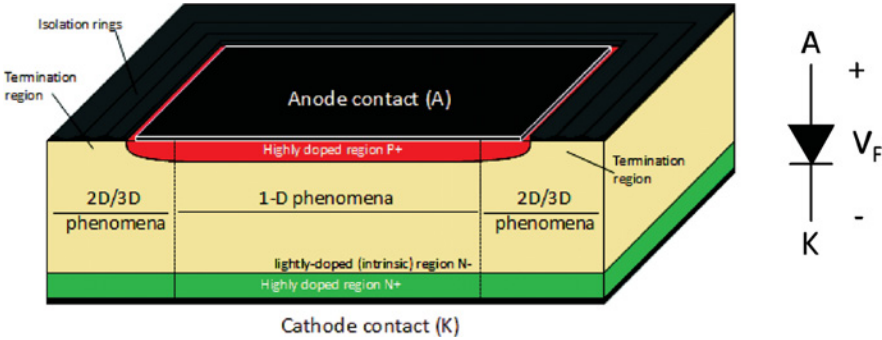 Isolation rings
Termination
region
Anode contact (A)
Highly doped region P+
Termination
region
2D/3D
phenomena
1-D phenomena
2D/3D
phenomena
lightly-doped (intrinsic) region N-
Highly doped region N+
Cathode contact (K)
A
+
V_F
-
K